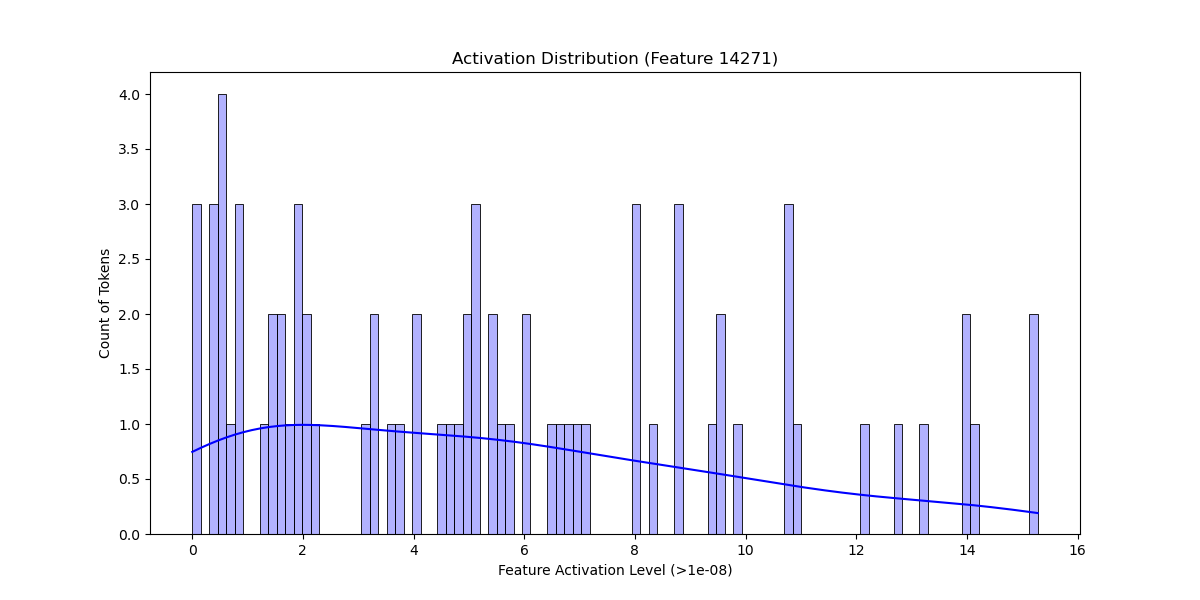 Activation Distribution (Feature 14271)
Count of Tokens
4.0
3.5
3.0
2.5
2.0
1.5
1.0
0.5
0.0
0 2 4 6 8 10 12 14 16
Feature Activation Level (>1e-08)